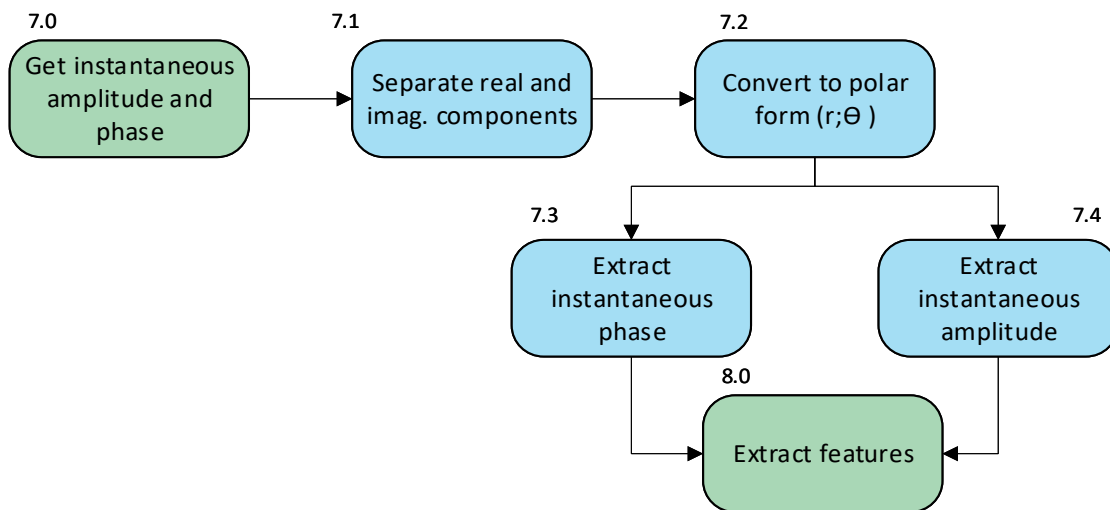 7.0
Get instantaneous
amplitude and
phase
7.1
Separate real and
imag. components
7.2
Convert to polar
form (r;ϴ )
7.3
Extract
instantaneous
phase
7.4
Extract
instantaneous
amplitude
8.0
Extract features